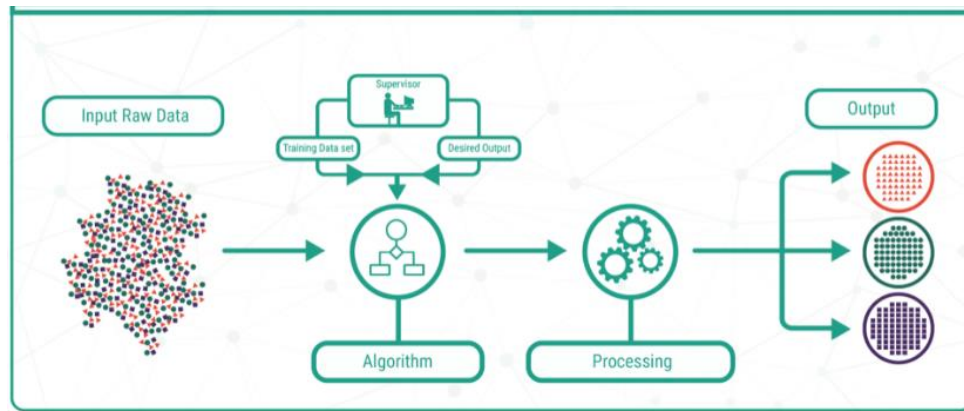 Supervisor
Input Raw Data
Output
Training Data set
Desired Output
Algorithm
Processing